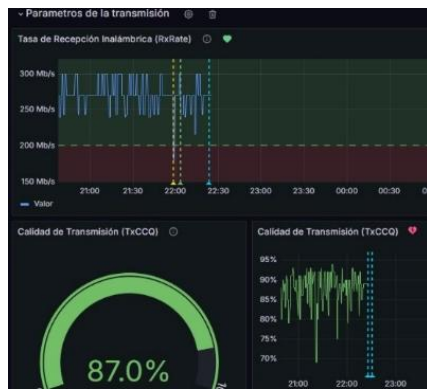 Parametros de la transmisión
Tasa de Recepción Inalámbrica (RxRate)
300 Mb/s
250 Mb/s
200 Mb/s
150 Mb/s
21:00 21:30 22:00 22:30 23:00 23:30 00:00 00:30
Valor
Calidad de Transmisión (TxCCQ)
87.0%
Calidad de Transmisión (TxCCQ)
95%
90%
85%
80%
75%
70%
21:00 22:00 23:00